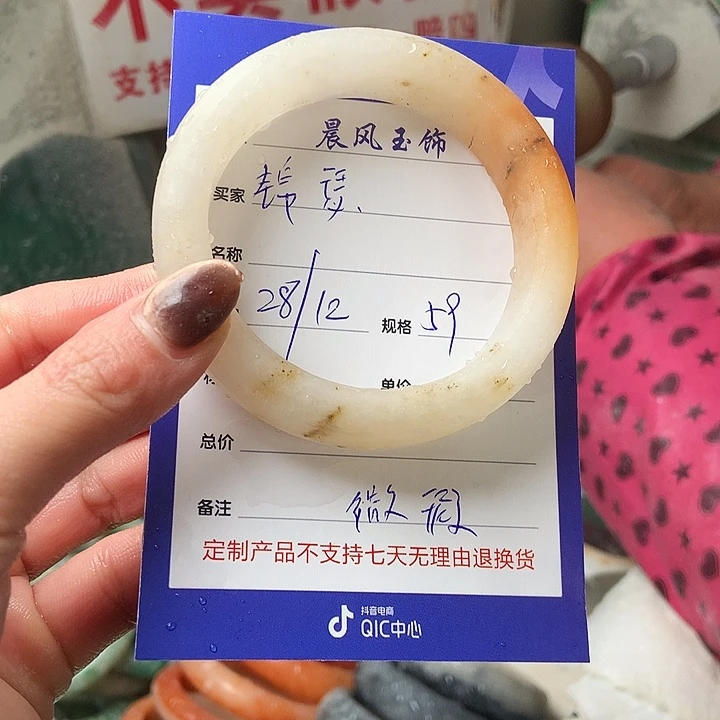 支持
晨风玉饰
买家
名称
28/12 规格 59
单价
总价
备注 微瑕
定制产品不支持七天无理由退换货
抖音电商
QIC中心